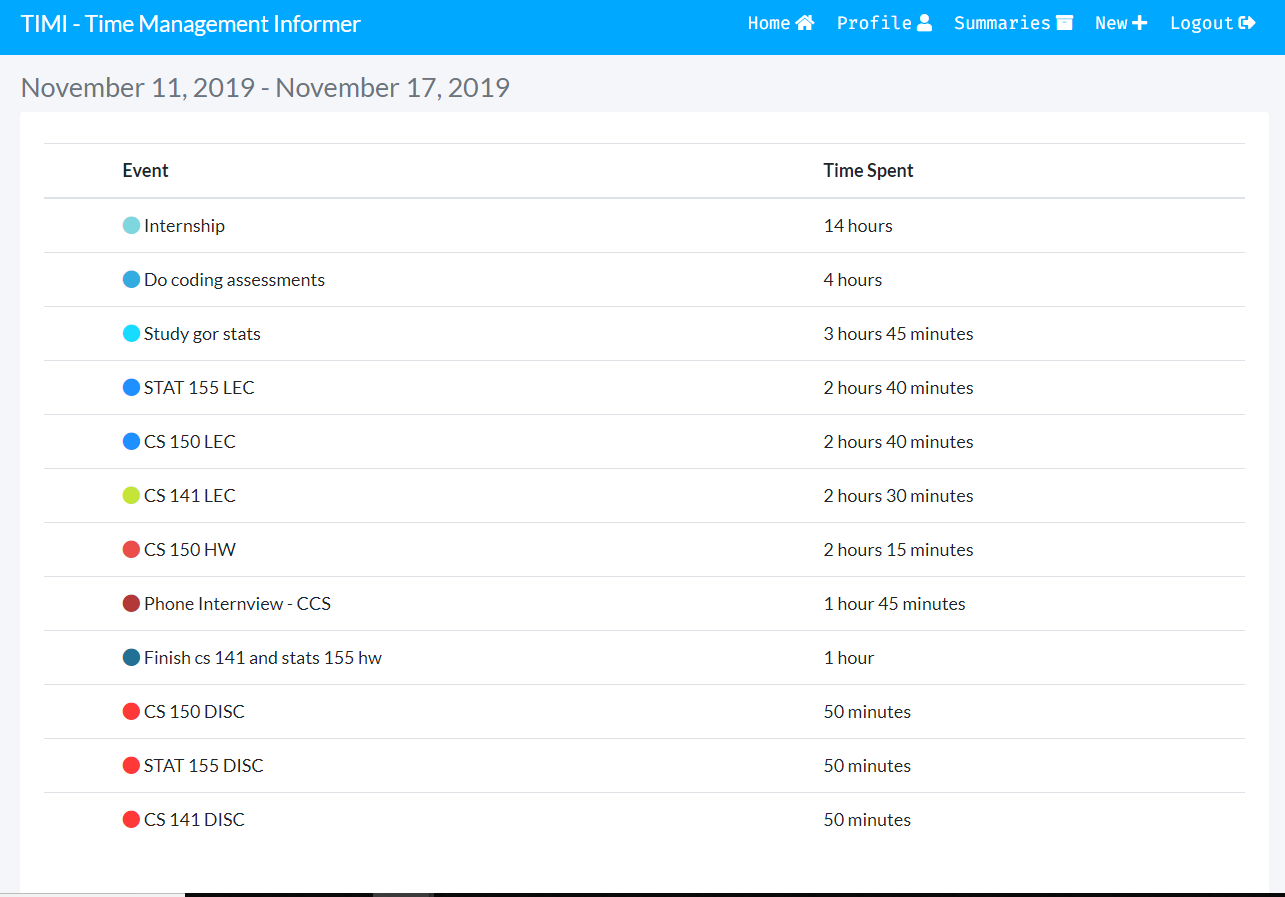 TIMI - Time Management Informer Home Profile Summaries New Logout
November 11, 2019 - November 17, 2019
Event Time Spent
Internship 14 hours
Do coding assessments 4 hours
Study gor stats 3 hours 45 minutes
STAT 155 LEC 2 hours 40 minutes
CS 150 LEC 2 hours 40 minutes
CS 141 LEC 2 hours 30 minutes
CS 150 HW 2 hours 15 minutes
Phone Internview - CCS 1 hour 45 minutes
Finish cs 141 and stats 155 hw 1 hour
CS 150 DISC 50 minutes
STAT 155 DISC 50 minutes
CS 141 DISC 50 minutes